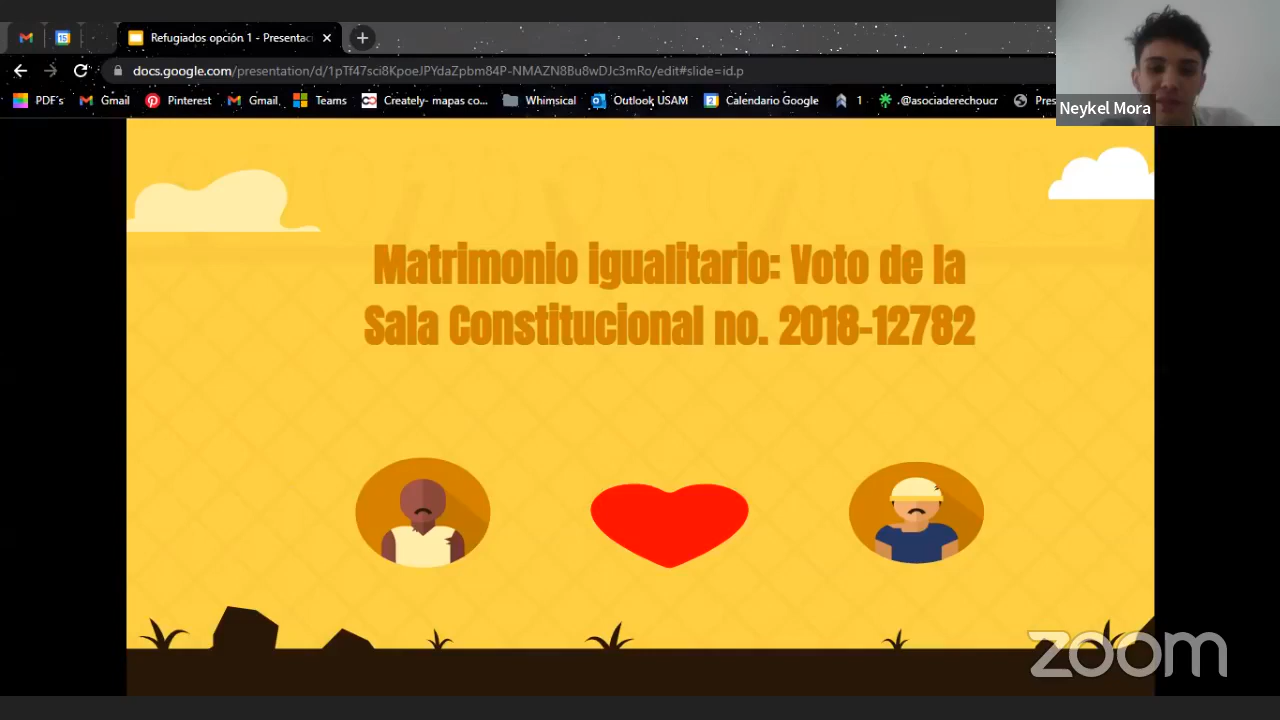 Refugiados opción 1 - Presentac
docs.google.com/presentation/d/1pTf47sci8KpoeJPYdaZpbm84P-NMAZN8Bu8wDJc3mRo/edit#slide=id.p
PDF's Gmail Pinterest Gmail Teams Creately- mapas co... Whimsical Outlook USAM Calendario Google 1 .@asociaderechoucr Pres
Neykel Mora
Matrimonio igualitario: Voto de la
Sala Constitucional no. 2018-12782
zoom